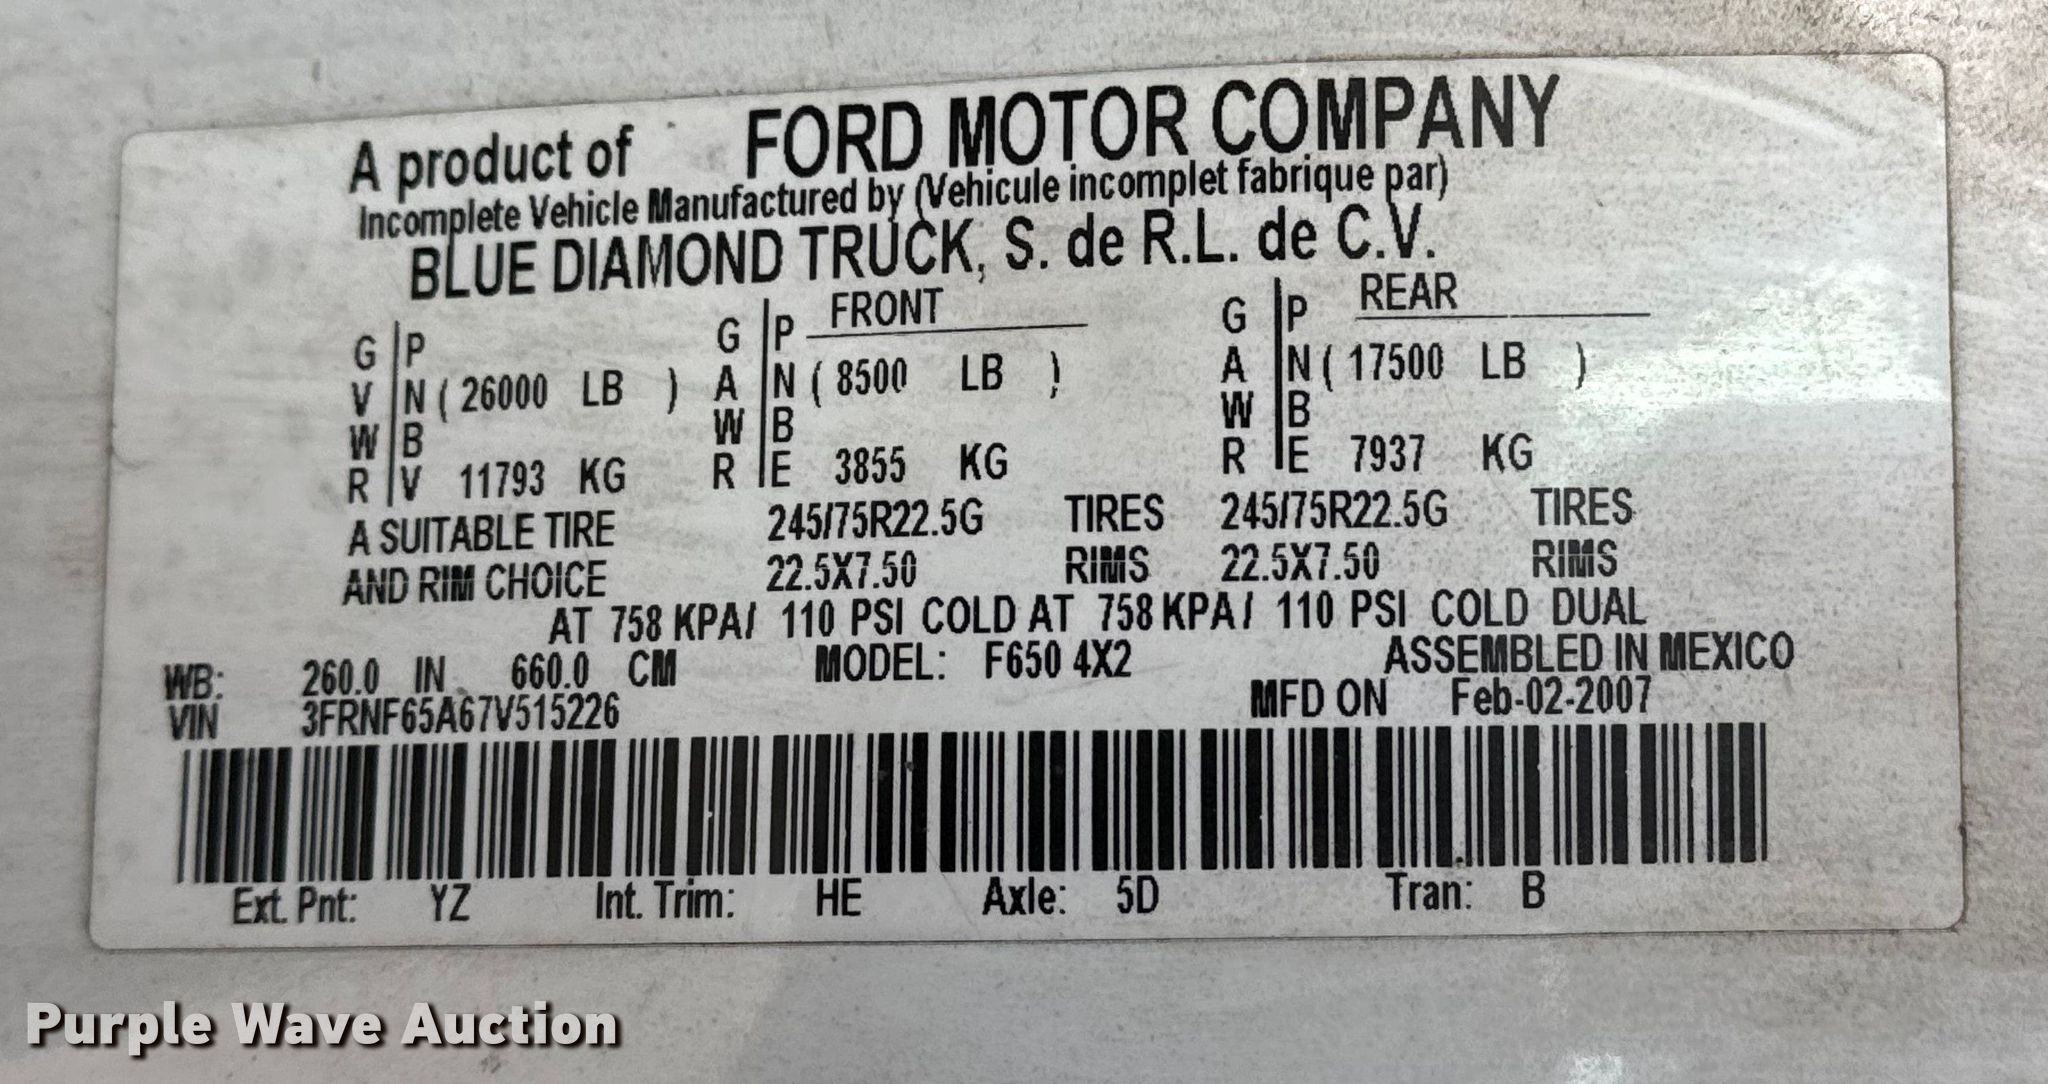 A product of FORD MOTOR COMPANY
Incomplete Vehicle Manufactured by (Vehicule incomplet fabrique par)
BLUE DIAMOND TRUCK, S. de R.L. de C.V.
G P G P FRONT G P REAR
V N ( 26000 LB ) A N ( 8500 LB ) A N ( 17500 LB )
W B W B W B
R V 11793 KG R E 3855 KG R E 7937 KG
A SUITABLE TIRE 245/75R22.5G TIRES 245/75R22.5G TIRES
AND RIM CHOICE 22.5X7.50 RIMS 22.5X7.50 RIMS
AT 758 KPA/ 110 PSI COLD AT 758 KPA/ 110 PSI COLD DUAL
WB: 260.0 IN 660.0 CM MODEL: F650 4X2 ASSEMBLED IN MEXICO
VIN 3FRNF65A67V515226 MFD ON Feb-02-2007
Ext. Pnt: YZ Int. Trim: HE Axle: 5D Tran: B
Purple Wave Auction